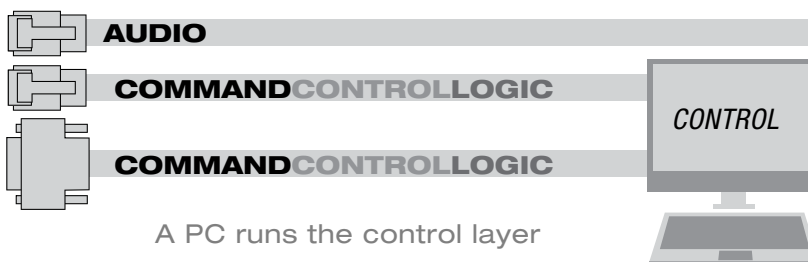 AUDIO
COMMANDCONTROLLOGIC
CONTROL
COMMANDCONTROLLOGIC
A PC runs the control layer